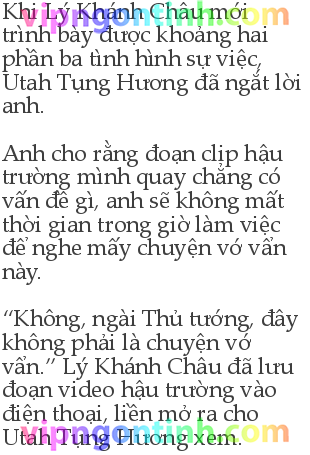 Khi Lý Khánh Châu mới
trình bày được khoảng hai
phần ba tình hình sự việc,
Utah Tụng Hương đã ngắt lời
anh.
Anh cho rằng đoạn clip hậu
trường mình quay chẳng có
vấn đề gì, anh sẽ không mất
thời gian trong giờ làm việc
để nghe mấy chuyện vớ vẩn
này.
“Không, ngài Thủ tướng, đây
không phải là chuyện vớ
vẩn.” Lý Khánh Châu đã lưu
đoạn video hậu trường vào
điện thoại, liền mở ra cho
Utah Tụng Hương xem.
vipngontinh.com
vipngontinh.com